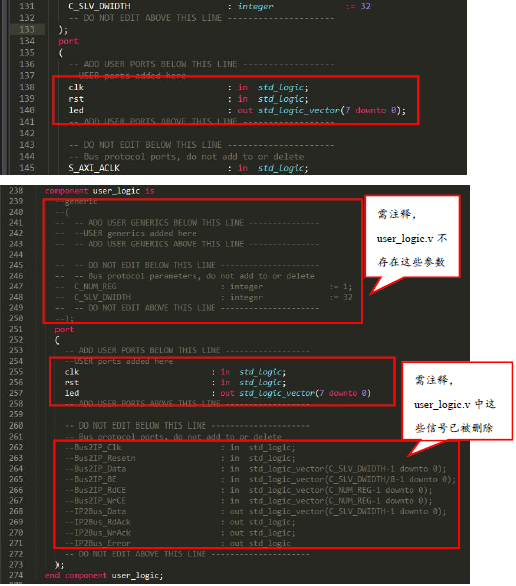 131 C_SLV_DWIDTH : integer := 32
132 -- DO NOT EDIT ABOVE THIS LINE ---------------------
133 );
134 port
135 (
136 -- ADD USER PORTS BELOW THIS LINE ------------------
137 --USER ports added here
138 clk : in std_logic;
139 rst : in std_logic;
140 led : out std_logic_vector(7 downto 0);
141 -- ADD USER PORTS ABOVE THIS LINE ------------------
142
143 -- DO NOT EDIT BELOW THIS LINE ---------------------
144 -- Bus protocol ports, do not add to or delete
145 S_AXI_ACLK : in std_logic;
238 component user_logic is
239 --generic
240 --(
241 -- -- ADD USER GENERICS BELOW THIS LINE ---------------
242 -- --USER generics added here
243 -- -- ADD USER GENERICS ABOVE THIS LINE ---------------
244
245 -- -- DO NOT EDIT BELOW THIS LINE ---------------------
246 -- -- Bus protocol parameters, do not add to or delete
247 -- C_NUM_REG : integer := 1;
248 -- C_SLV_DWIDTH : integer := 32
249 -- -- DO NOT EDIT ABOVE THIS LINE ---------------------
250 --);
251 port
252 (
253 -- ADD USER PORTS BELOW THIS LINE ------------------
254 --USER ports added here
255 clk : in std_logic;
256 rst : in std_logic;
257 led : out std_logic_vector(7 downto 0)
258 -- ADD USER PORTS ABOVE THIS LINE ------------------
259
260 -- DO NOT EDIT BELOW THIS LINE ---------------------
261 -- Bus protocol ports, do not add to or delete
262 --Bus2IP_Clk : in std_logic;
263 --Bus2IP_Resetn : in std_logic;
264 --Bus2IP_Data : in std_logic_vector(C_SLV_DWIDTH-1 downto 0);
265 --Bus2IP_BE : in std_logic_vector(C_SLV_DWIDTH/8-1 downto 0);
266 --Bus2IP_RdCE : in std_logic_vector(C_NUM_REG-1 downto 0);
267 --Bus2IP_WrCE : in std_logic_vector(C_NUM_REG-1 downto 0);
268 --IP2Bus_Data : out std_logic_vector(C_SLV_DWIDTH-1 downto 0);
269 --IP2Bus_RdAck : out std_logic;
270 --IP2Bus_WrAck : out std_logic;
271 --IP2Bus_Error : out std_logic;
272 -- DO NOT EDIT ABOVE THIS LINE ---------------------
273 );
274 end component user_logic;
需注释，
user_logic.v 不
存在这些参数
需注释，
user_logic.v 中这
些信号已被删除